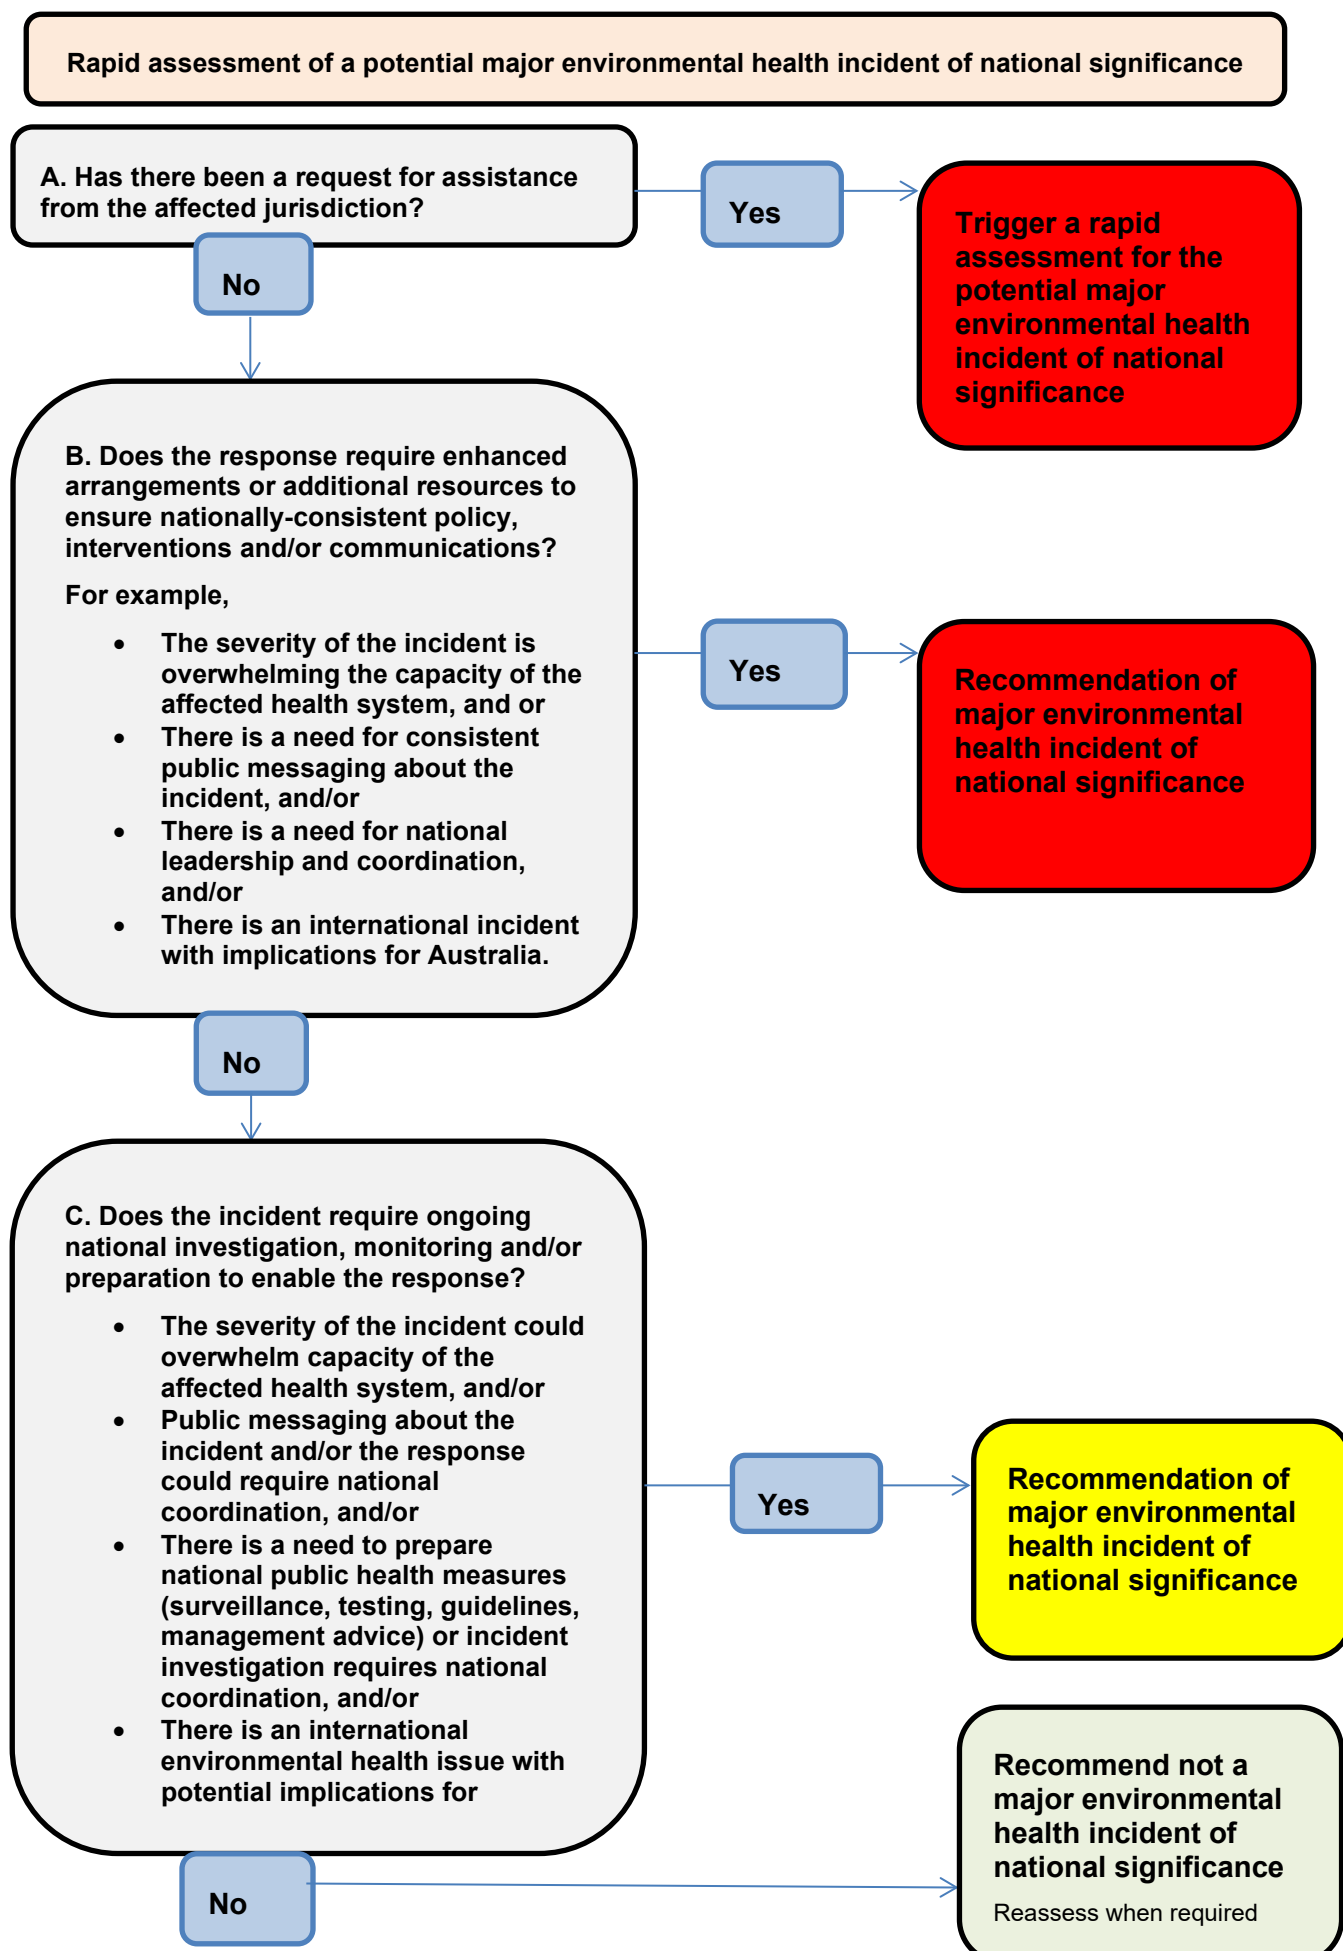 Rapid assessment of a potential major environmental health incident of national significance
A. Has there been a request for assistance
from the affected jurisdiction?
Yes
Trigger a rapid
assessment for the
potential major
environmental health
incident of national
significance
No
B. Does the response require enhanced
arrangements or additional resources to
ensure nationally-consistent policy,
interventions and/or communications?
For example,
• The severity of the incident is
overwhelming the capacity of the
affected health system, and or
• There is a need for consistent
public messaging about the
incident, and/or
• There is a need for national
leadership and coordination,
and/or
• There is an international incident
with implications for Australia.
Yes
Recommendation of
major environmental
health incident of
national significance
No
C. Does the incident require ongoing
national investigation, monitoring and/or
preparation to enable the response?
• The severity of the incident could
overwhelm capacity of the
affected health system, and/or
• Public messaging about the
incident and/or the response
could require national
coordination, and/or
• There is a need to prepare
national public health measures
(surveillance, testing, guidelines,
management advice) or incident
investigation requires national
coordination, and/or
• There is an international
environmental health issue with
potential implications for
Yes
Recommendation of
major environmental
health incident of
national significance
No
Recommend not a
major environmental
health incident of
national significance
Reassess when required